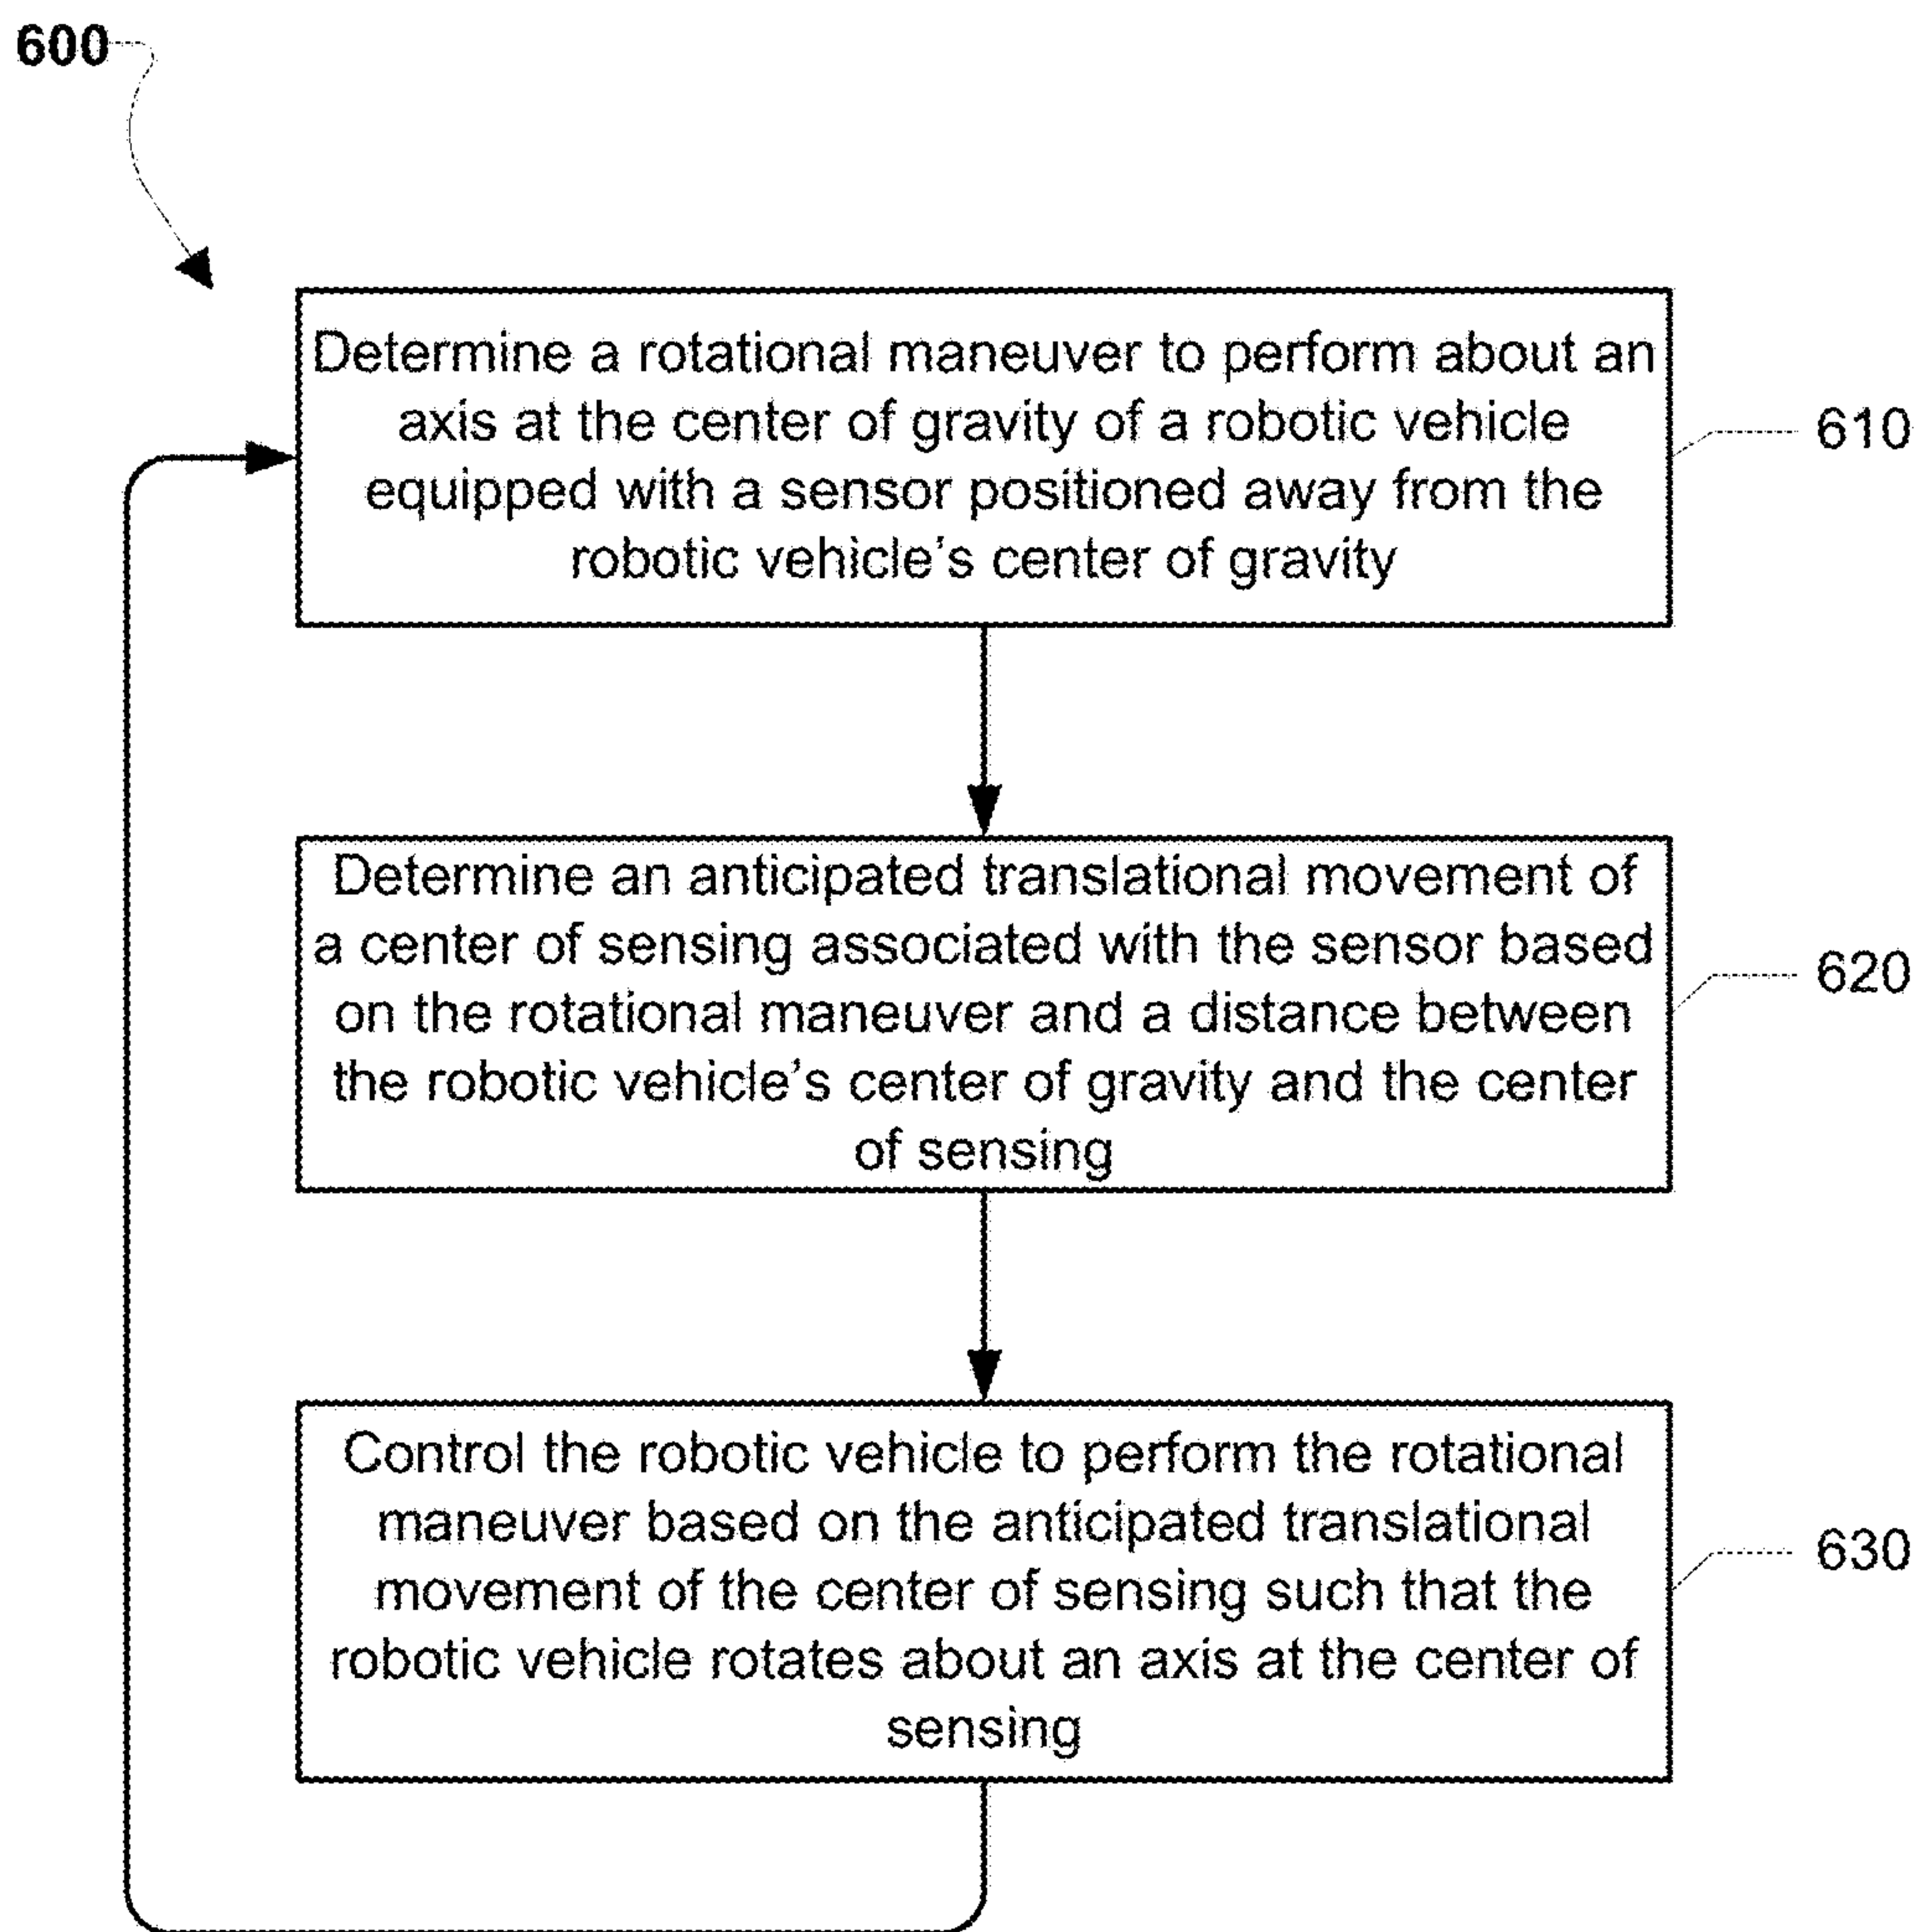 600
Determine a rotational maneuver to perform about an
axis at the center of gravity of a robotic vehicle
equipped with a sensor positioned away from the
robotic vehicle's center of gravity
610
Determine an anticipated translational movement of
a center of sensing associated with the sensor based
on the rotational maneuver and a distance between
the robotic vehicle's center of gravity and the center
of sensing
620
Control the robotic vehicle to perform the rotational
maneuver based on the anticipated translational
movement of the center of sensing such that the
robotic vehicle rotates about an axis at the center of
sensing
630